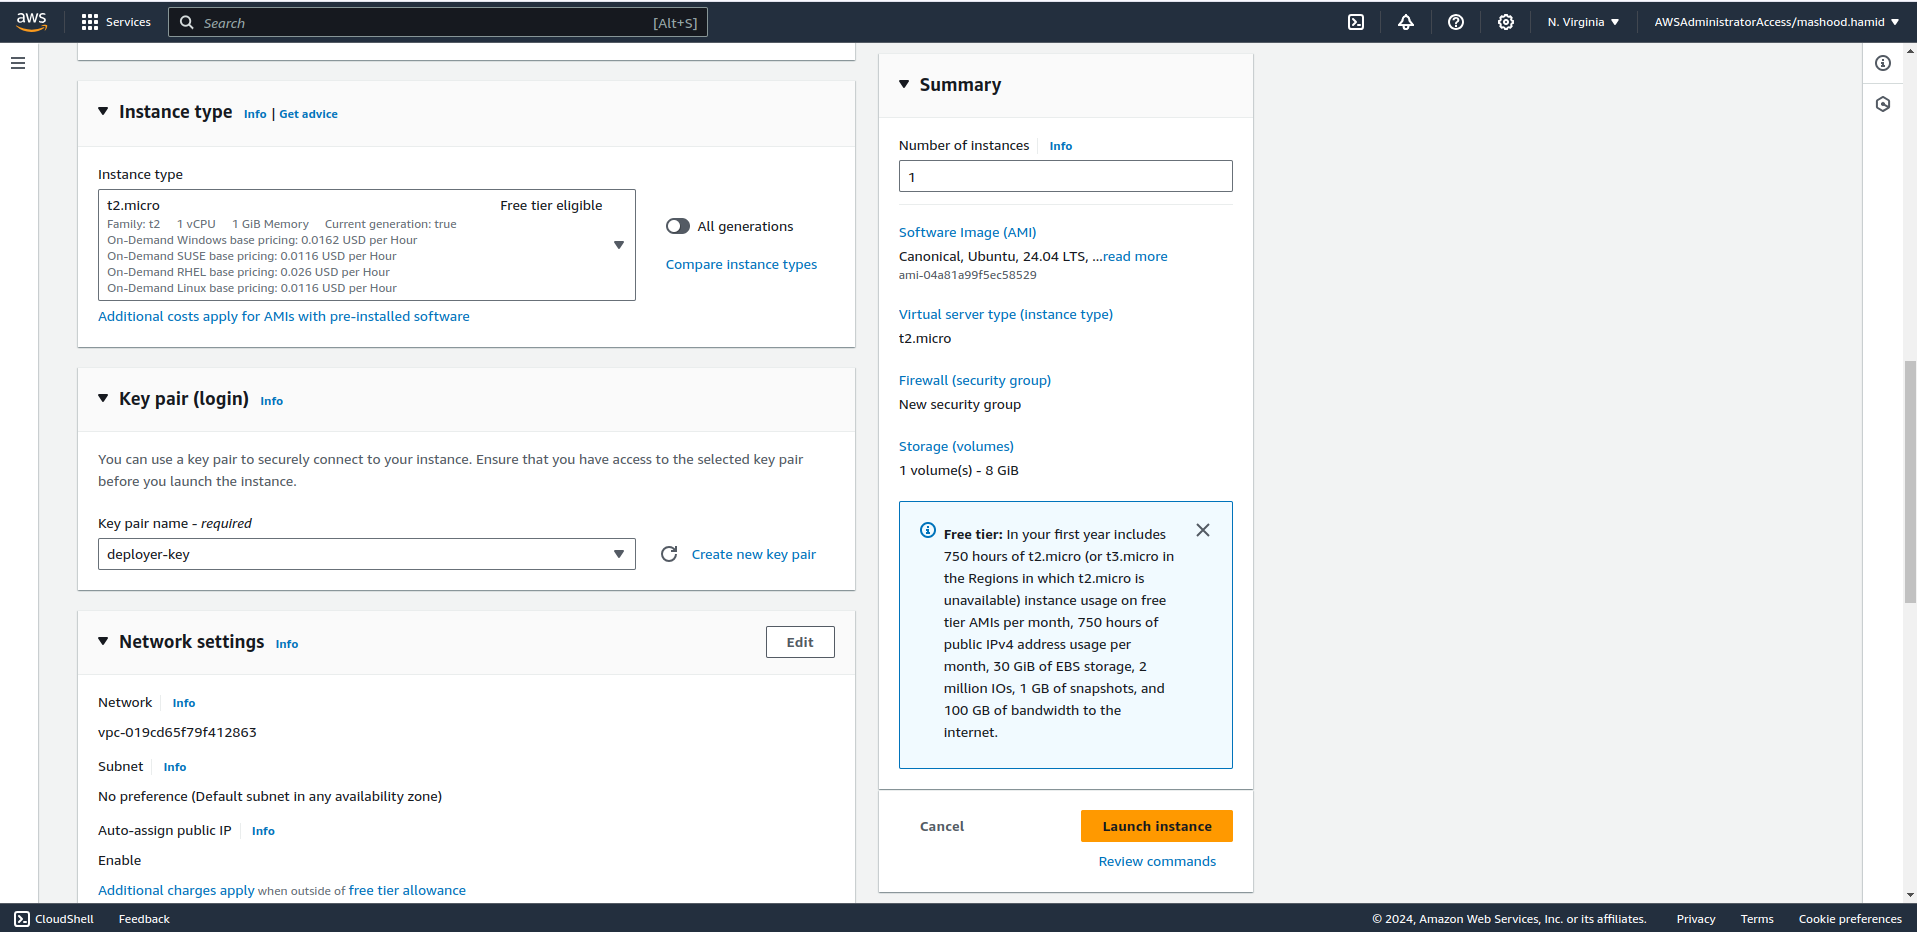 aws
Services
Search
[Alt+S]
N. Virginia
AWSAdministratorAccess/mashood.hamid
Instance type
Info | Get advice
Instance type
t2.micro
Free tier eligible
Family: t2 1 vCPU 1 GiB Memory Current generation: true
On-Demand Windows base pricing: 0.0162 USD per Hour
On-Demand SUSE base pricing: 0.0116 USD per Hour
On-Demand RHEL base pricing: 0.026 USD per Hour
On-Demand Linux base pricing: 0.0116 USD per Hour
All generations
Compare instance types
Additional costs apply for AMIs with pre-installed software
Key pair (login)
Info
You can use a key pair to securely connect to your instance. Ensure that you have access to the selected key pair
before you launch the instance.
Key pair name - required
deployer-key
Create new key pair
Network settings
Info
Edit
Network
Info
vpc-019cd65f79f412863
Subnet
Info
No preference (Default subnet in any availability zone)
Auto-assign public IP
Info
Enable
Additional charges apply when outside of free tier allowance
Summary
Number of instances
Info
1
Software Image (AMI)
Canonical, Ubuntu, 24.04 LTS, ...read more
ami-04a81a99f5ec58529
Virtual server type (instance type)
t2.micro
Firewall (security group)
New security group
Storage (volumes)
1 volume(s) - 8 GiB
Free tier: In your first year includes
750 hours of t2.micro (or t3.micro in
the Regions in which t2.micro is
unavailable) instance usage on free
tier AMIs per month, 750 hours of
public IPv4 address usage per
month, 30 GiB of EBS storage, 2
million IOs, 1 GB of snapshots, and
100 GB of bandwidth to the
internet.
Cancel
Launch instance
Review commands
CloudShell
Feedback
© 2024, Amazon Web Services, Inc. or its affiliates.
Privacy
Terms
Cookie preferences